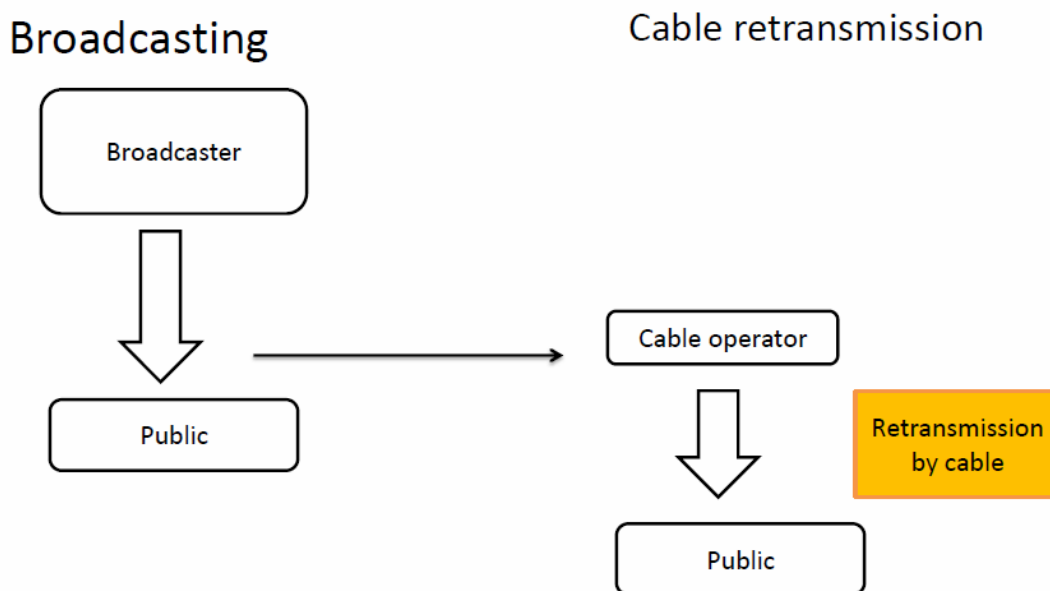 Broadcasting
Cable retransmission
Broadcaster
Cable operator
Public
Retransmission
by cable
Public